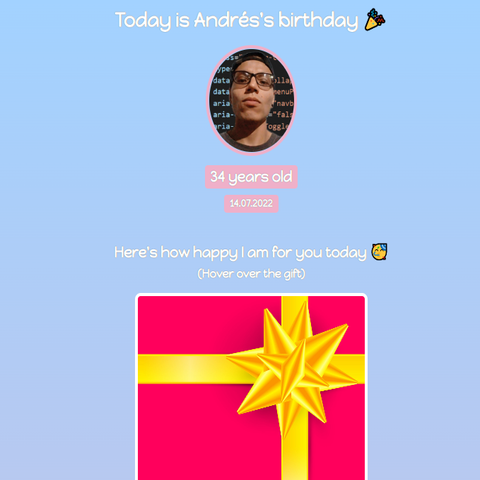 Today is Andrés's birthday 🎉
34 years old
14.07.2022
Here's how happy I am for you today 🥳
(Hover over the gift)